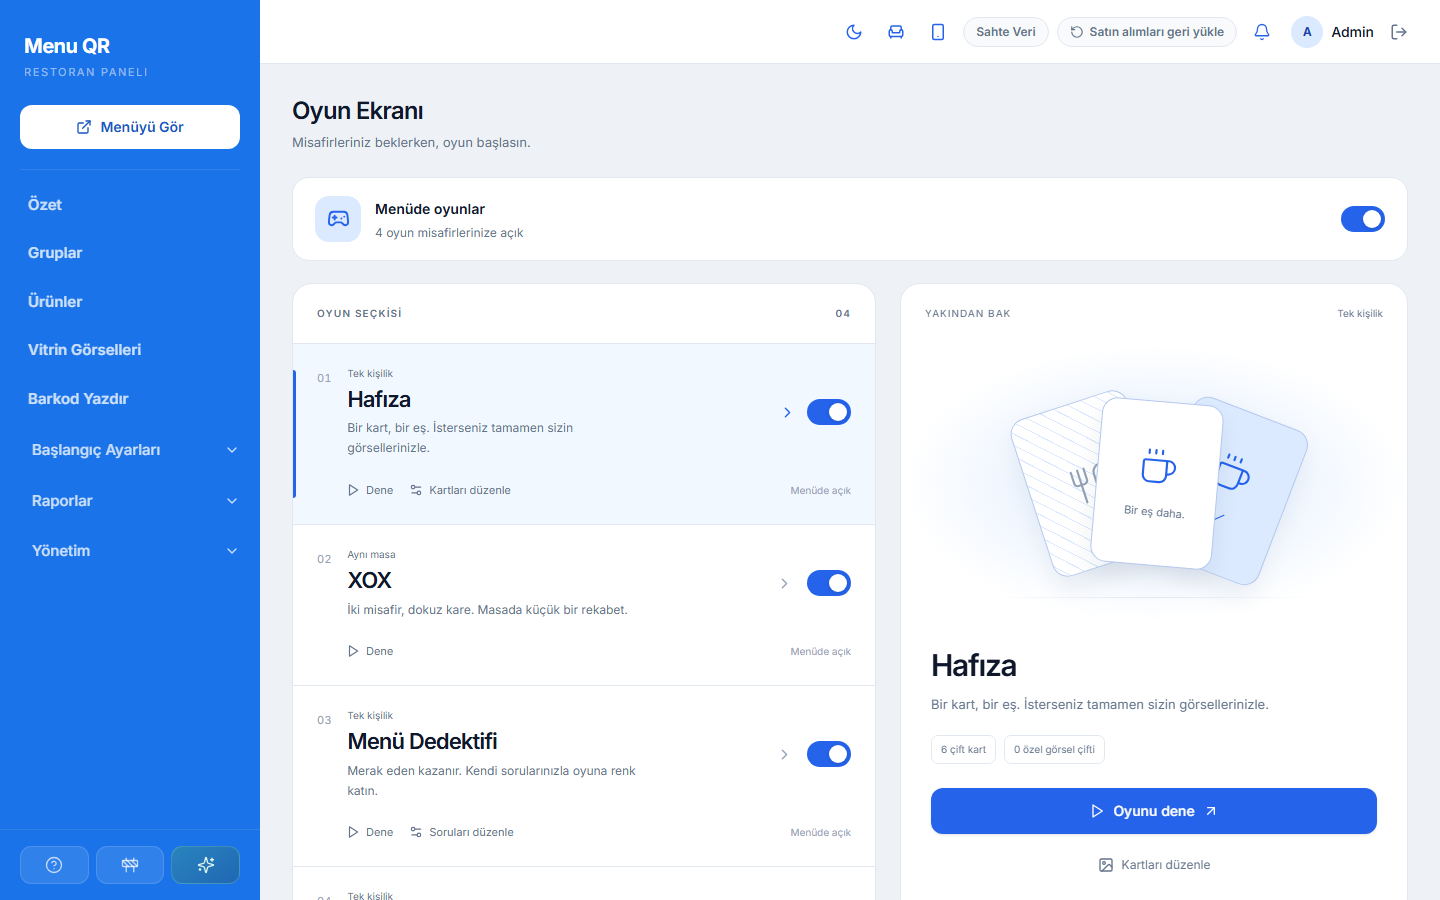 Menu QR
RESTORAN PANELİ
Menüyü Gör
Özet
Gruplar
Ürünler
Vitrin Görselleri
Barkod Yazdır
Başlangıç Ayarları
Raporlar
Yönetim
Sahte Veri
Satın alımları geri yükle
A
Admin
Oyun Ekranı
Misafirleriniz beklerken, oyun başlasın.
Menüde oyunlar
4 oyun misafirlerinize açık
OYUN SEÇKİSİ
04
01
Tek kişilik
Hafıza
Bir kart, bir eş. İsterseniz tamamen sizin
görsellerinizle.
Dene
Kartları düzenle
Menüde açık
02
Aynı masa
XOX
İki misafir, dokuz kare. Masada küçük bir rekabet.
Dene
Menüde açık
03
Tek kişilik
Menü Dedektifi
Merak eden kazanır. Kendi sorularınızla oyuna renk
katın.
Dene
Soruları düzenle
Menüde açık
04
Tek kişilik
YAKINDAN BAK
Tek kişilik
Bir eş daha.
Hafıza
Bir kart, bir eş. İsterseniz tamamen sizin görsellerinizle.
6 çift kart
0 özel görsel çifti
Oyunu dene
Kartları düzenle